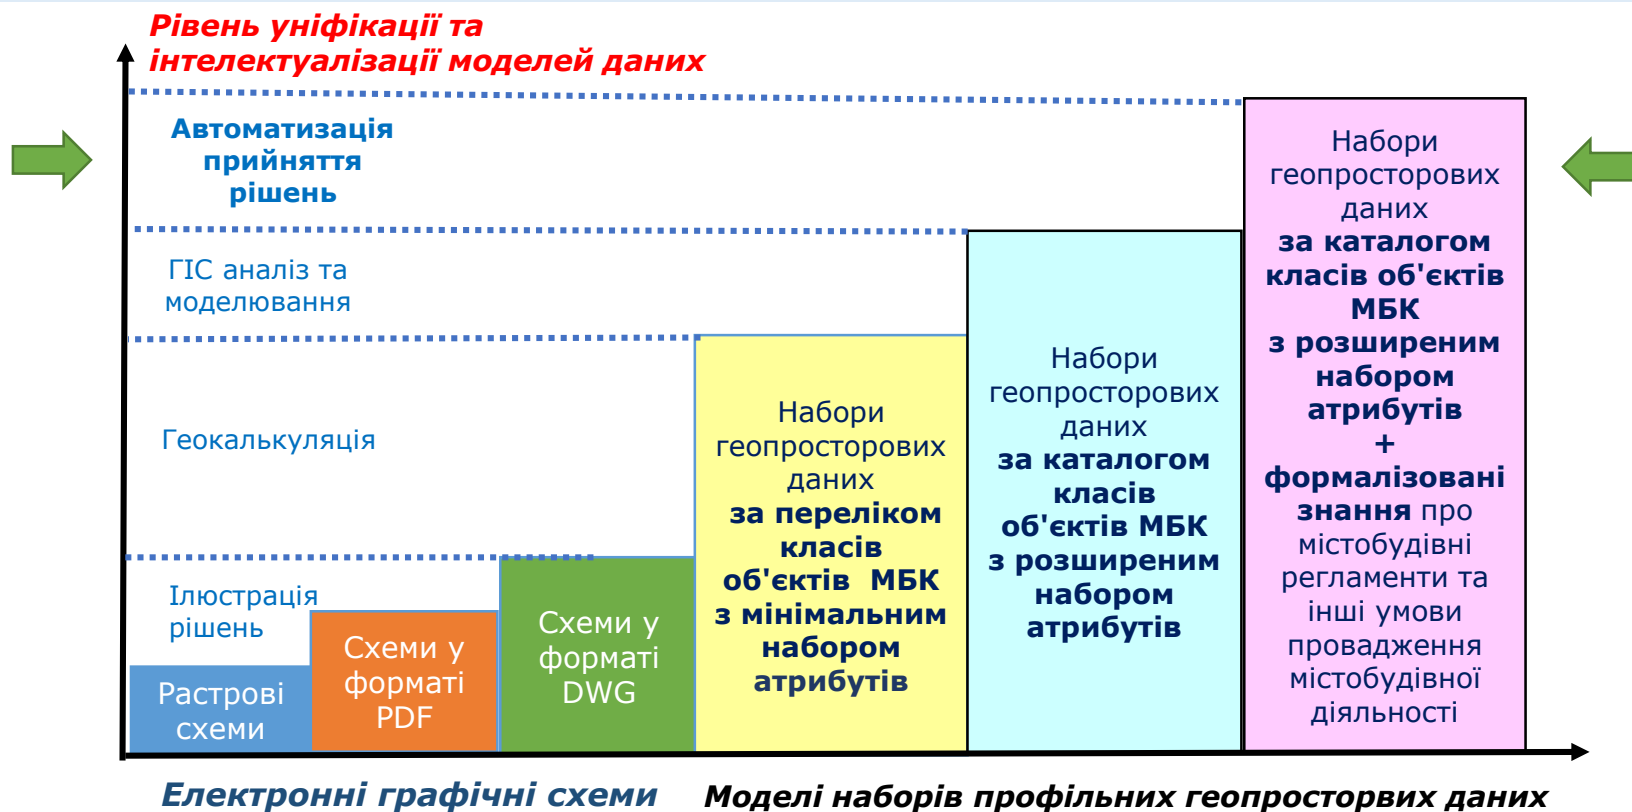 Рівень уніфікації та
інтелектуалізації моделей даних
Автоматизація
прийняття
рішень
ГІС аналіз та
моделювання
Геокалькуляція
Ілюстрація
рішень
Растрові
схеми
Схеми у
форматі
PDF
Схеми у
форматі
DWG
Набори
геопросторових
даних
за переліком
класів
об'єктів МБК
з мінімальним
набором
атрибутів
Набори
геопросторових
даних
за каталогом
класів
об'єктів МБК
з розширеним
набором
атрибутів
Набори
геопросторових
даних
за каталогом
класів об'єктів
МБК
з розширеним
набором
атрибутів
+
формалізовані
знання про
містобудівні
регламенти та
інші умови
провадження
містобудівної
діяльності
Електронні графічні схеми
Моделі наборів профільних геопросторвих даних